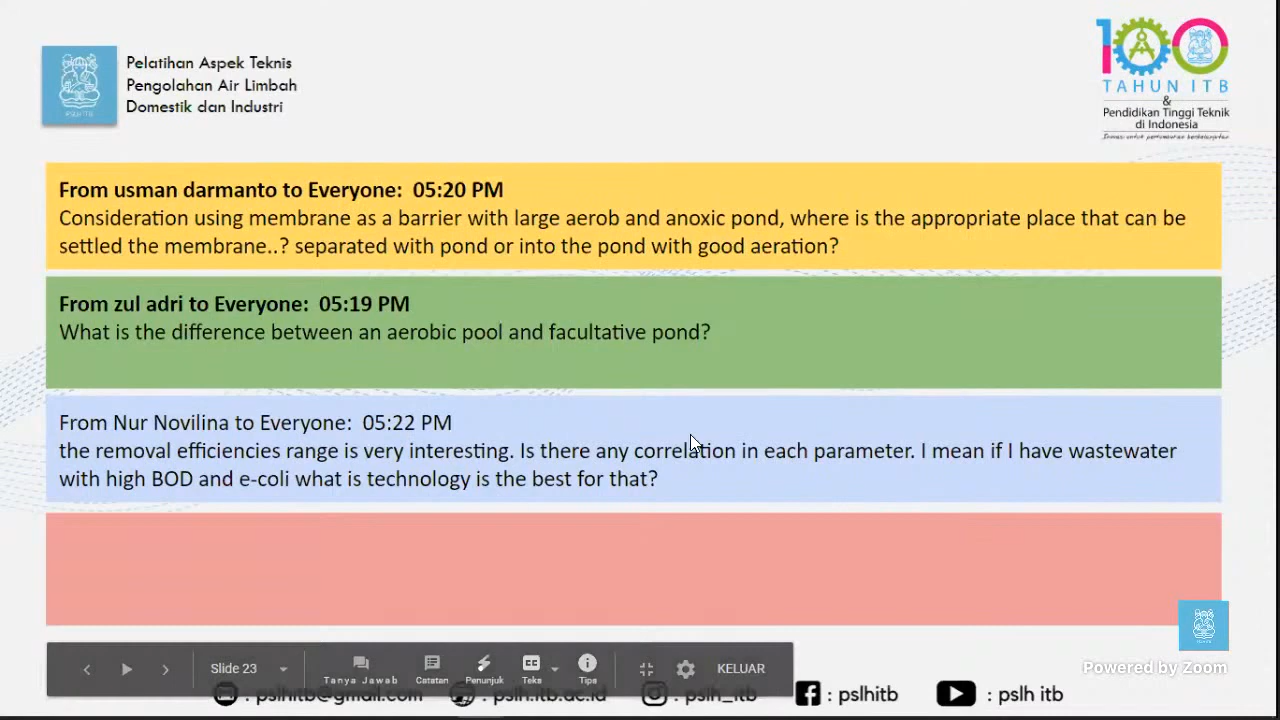 Pelatihan Aspek Teknis
Pengolahan Air Limbah
Domestik dan Industri
PSLH ITB
100
TAHUN ITB
&
Pendidikan Tinggi Teknik
di Indonesia
From usman darmanto to Everyone: 05:20 PM
Consideration using membrane as a barrier with large aerob and anoxic pond, where is the appropriate place that can be
settled the membrane..? separated with pond or into the pond with good aeration?
From zul adri to Everyone: 05:19 PM
What is the difference between an aerobic pool and facultative pond?
From Nur Novilina to Everyone: 05:22 PM
the removal efficiencies range is very interesting. Is there any correlation in each parameter. I mean if I have wastewater
with high BOD and e-coli what is technology is the best for that?
Slide 23
Tanya Jawab
Catatan
Penunjuk
CC
Teks
Tips
KELUAR
Powered by Zoom
: pslhitb@gmail.com
: pslh.itb.ac.id
: pslh_itb
: pslhitb
: pslh itb